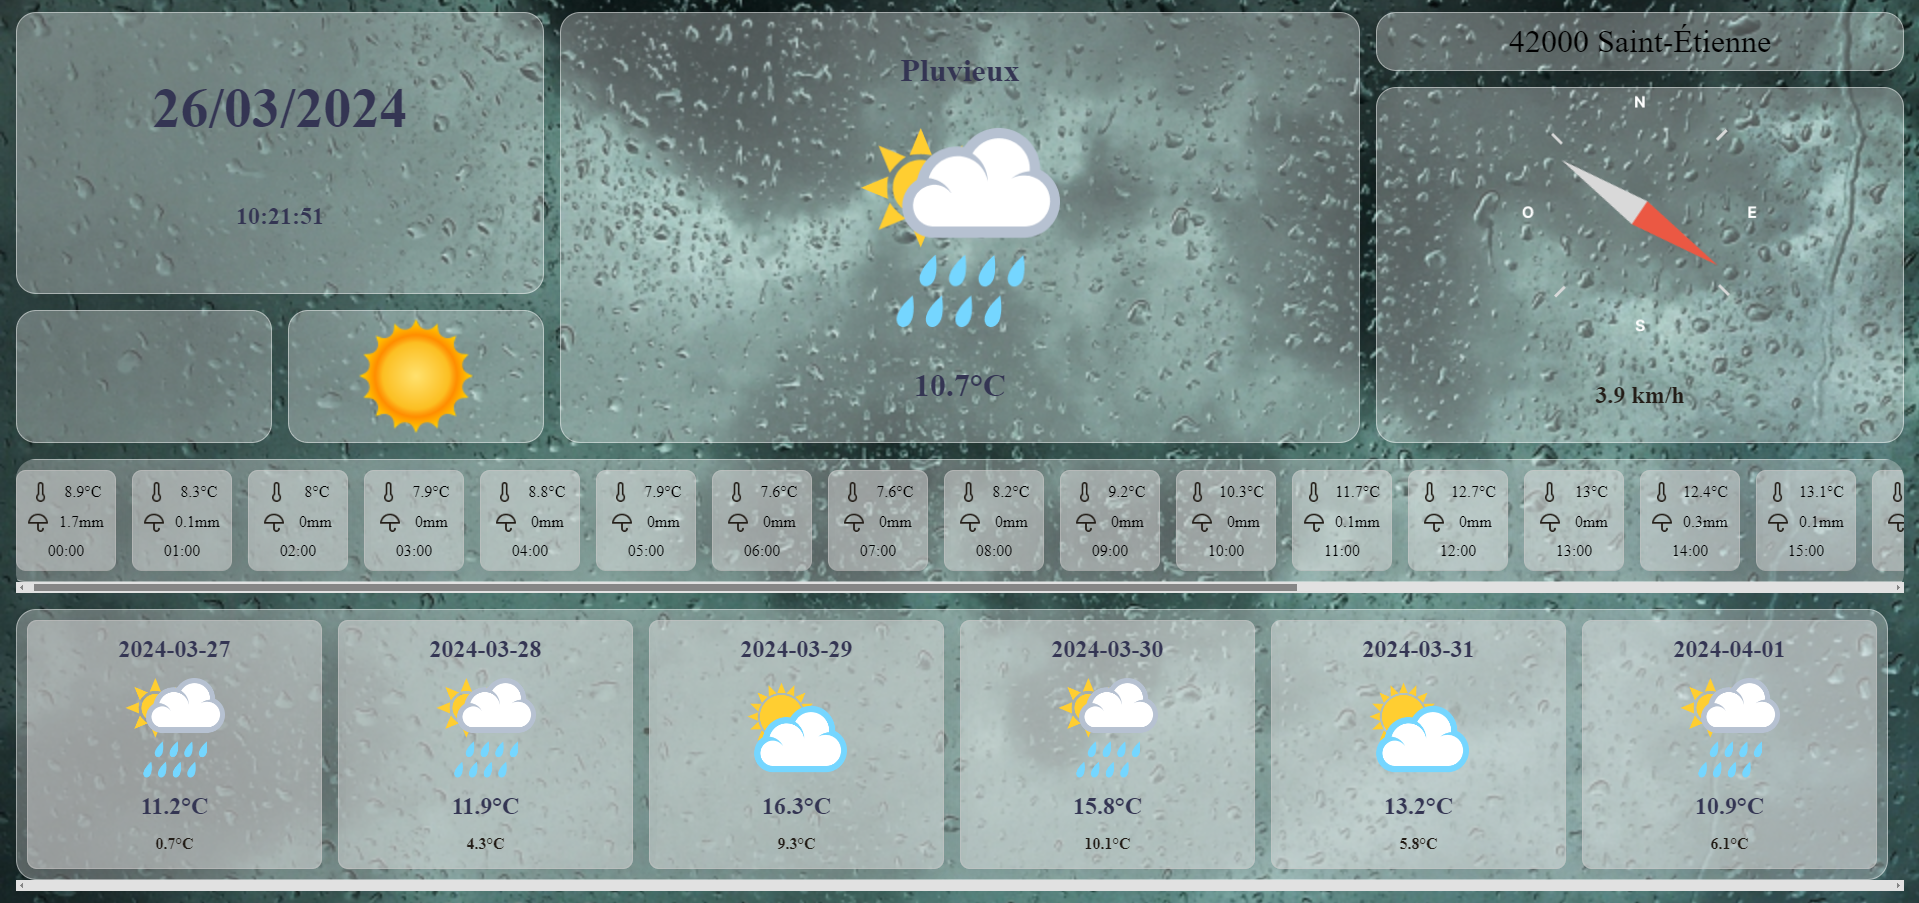 26/03/2024
10:21:51
Pluvieux
10.7°C
42000 Saint-Étienne
N
O
E
S
3.9 km/h
8.9°C
1.7mm
00:00
8.3°C
0.1mm
01:00
8°C
0mm
02:00
7.9°C
0mm
03:00
8.8°C
0mm
04:00
7.9°C
0mm
05:00
7.6°C
0mm
06:00
7.6°C
0mm
07:00
8.2°C
0mm
08:00
9.2°C
0mm
09:00
10.3°C
0mm
10:00
11.7°C
0.1mm
11:00
12.7°C
0mm
12:00
13°C
0mm
13:00
12.4°C
0.3mm
14:00
13.1°C
0.1mm
15:00
2024-03-27
11.2°C
0.7°C
2024-03-28
11.9°C
4.3°C
2024-03-29
16.3°C
9.3°C
2024-03-30
15.8°C
10.1°C
2024-03-31
13.2°C
5.8°C
2024-04-01
10.9°C
6.1°C